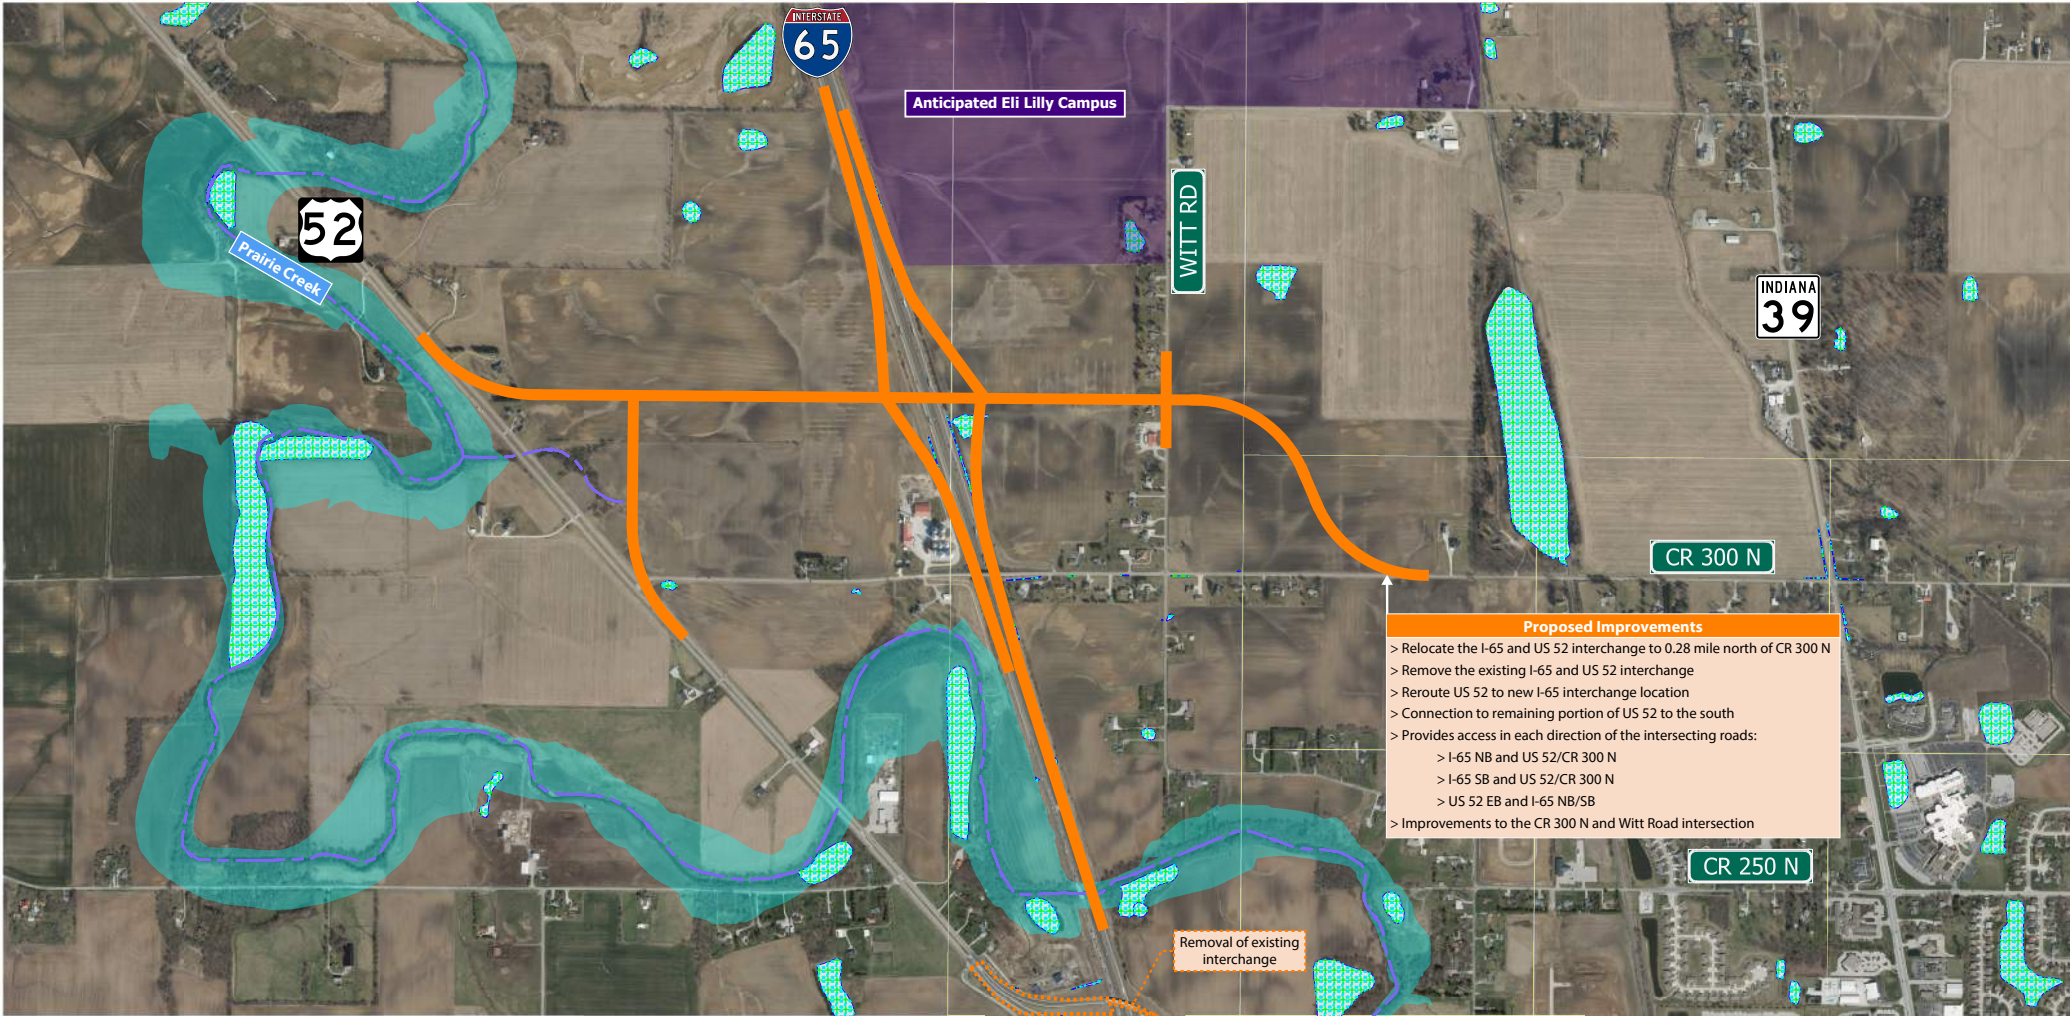 INTERSTATE
65
Anticipated Eli Lilly Campus
WITT RD
52
Prairie Creek
INDIANA
39
CR 300 N
Proposed Improvements
> Relocate the I-65 and US 52 interchange to 0.28 mile north of CR 300 N
> Remove the existing I-65 and US 52 interchange
> Reroute US 52 to new I-65 interchange location
> Connection to remaining portion of US 52 to the south
> Provides access in each direction of the intersecting roads:
> I-65 NB and US 52/CR 300 N
> I-65 SB and US 52/CR 300 N
> US 52 EB and I-65 NB/SB
> Improvements to the CR 300 N and Witt Road intersection
CR 250 N
Removal of existing
interchange